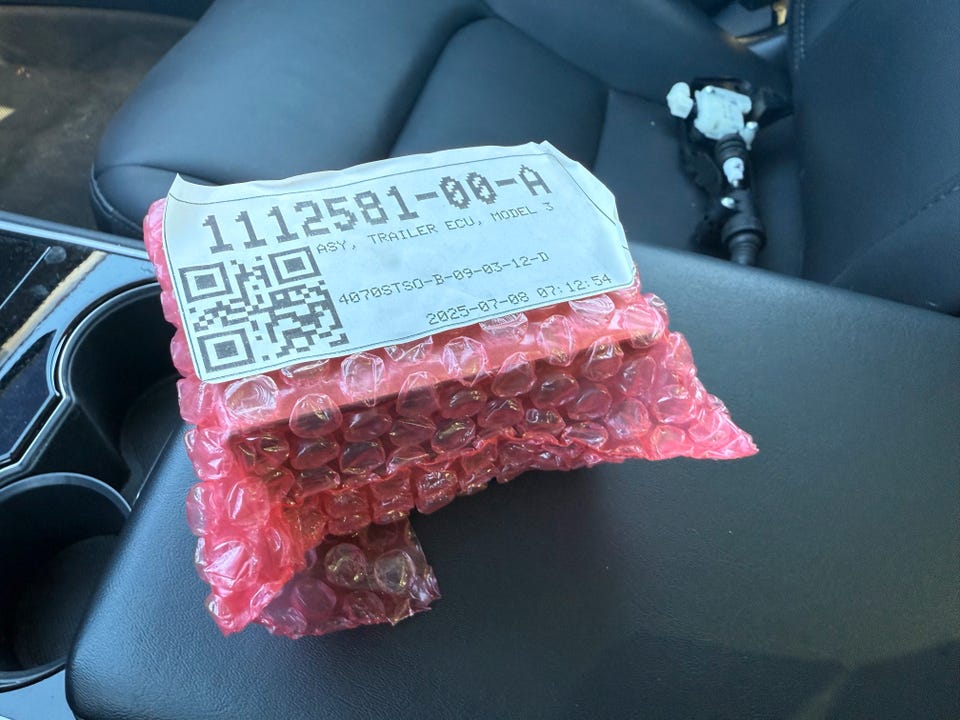 1112581-00-A
ASY, TRAILER ECU, MODEL 3
4070STSO-B-09-03-12-D
2025-07-08 07:12:54